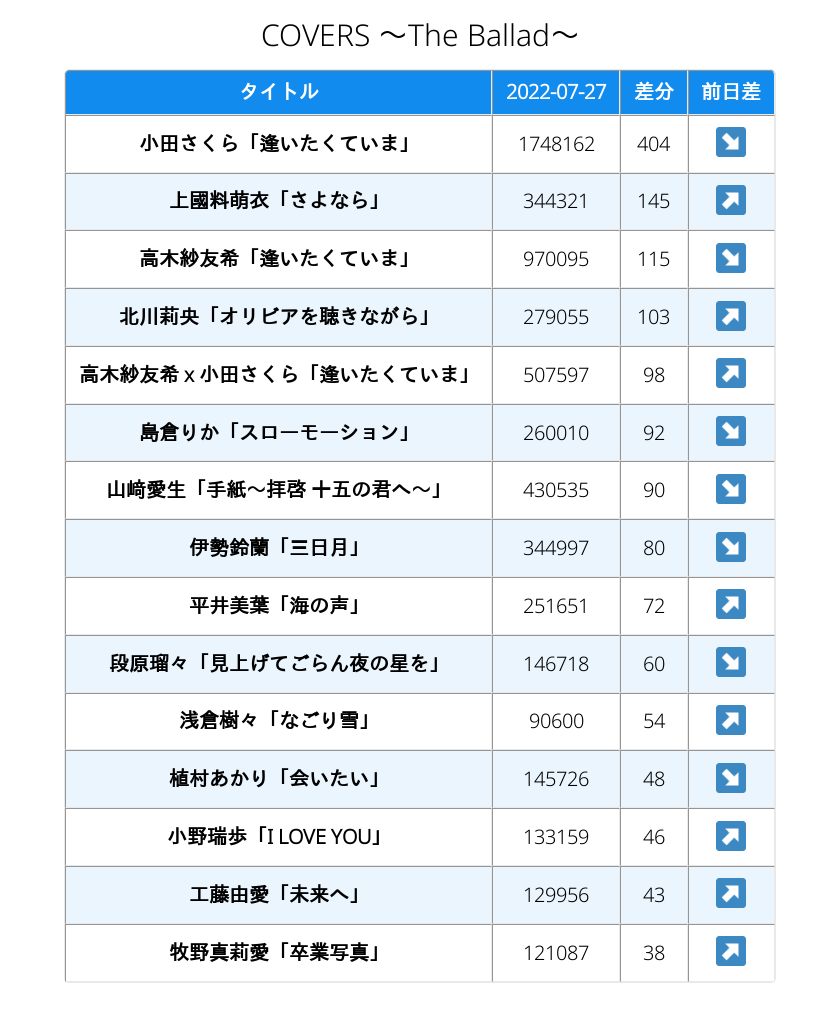 COVERS ～The Ballad～
タイトル 2022-07-27 差分 前日差
小田さくら「逢いたくていま」 1748162 404 ↘
上國料萌衣「さよなら」 344321 145 ↗
高木紗友希「逢いたくていま」 970095 115 ↘
北川莉央「オリビアを聴きながら」 279055 103 ↗
高木紗友希 x 小田さくら「逢いたくていま」 507597 98 ↗
島倉りか「スローモーション」 260010 92 ↘
山﨑愛生「手紙～拝啓 十五の君へ～」 430535 90 ↘
伊勢鈴蘭「三日月」 344997 80 ↘
平井美葉「海の声」 251651 72 ↗
段原瑠々「見上げてごらん夜の星を」 146718 60 ↘
浅倉樹々「なごり雪」 90600 54 ↗
植村あかり「会いたい」 145726 48 ↘
小野瑞歩「I LOVE YOU」 133159 46 ↗
工藤由愛「未来へ」 129956 43 ↗
牧野真莉愛「卒業写真」 121087 38 ↗